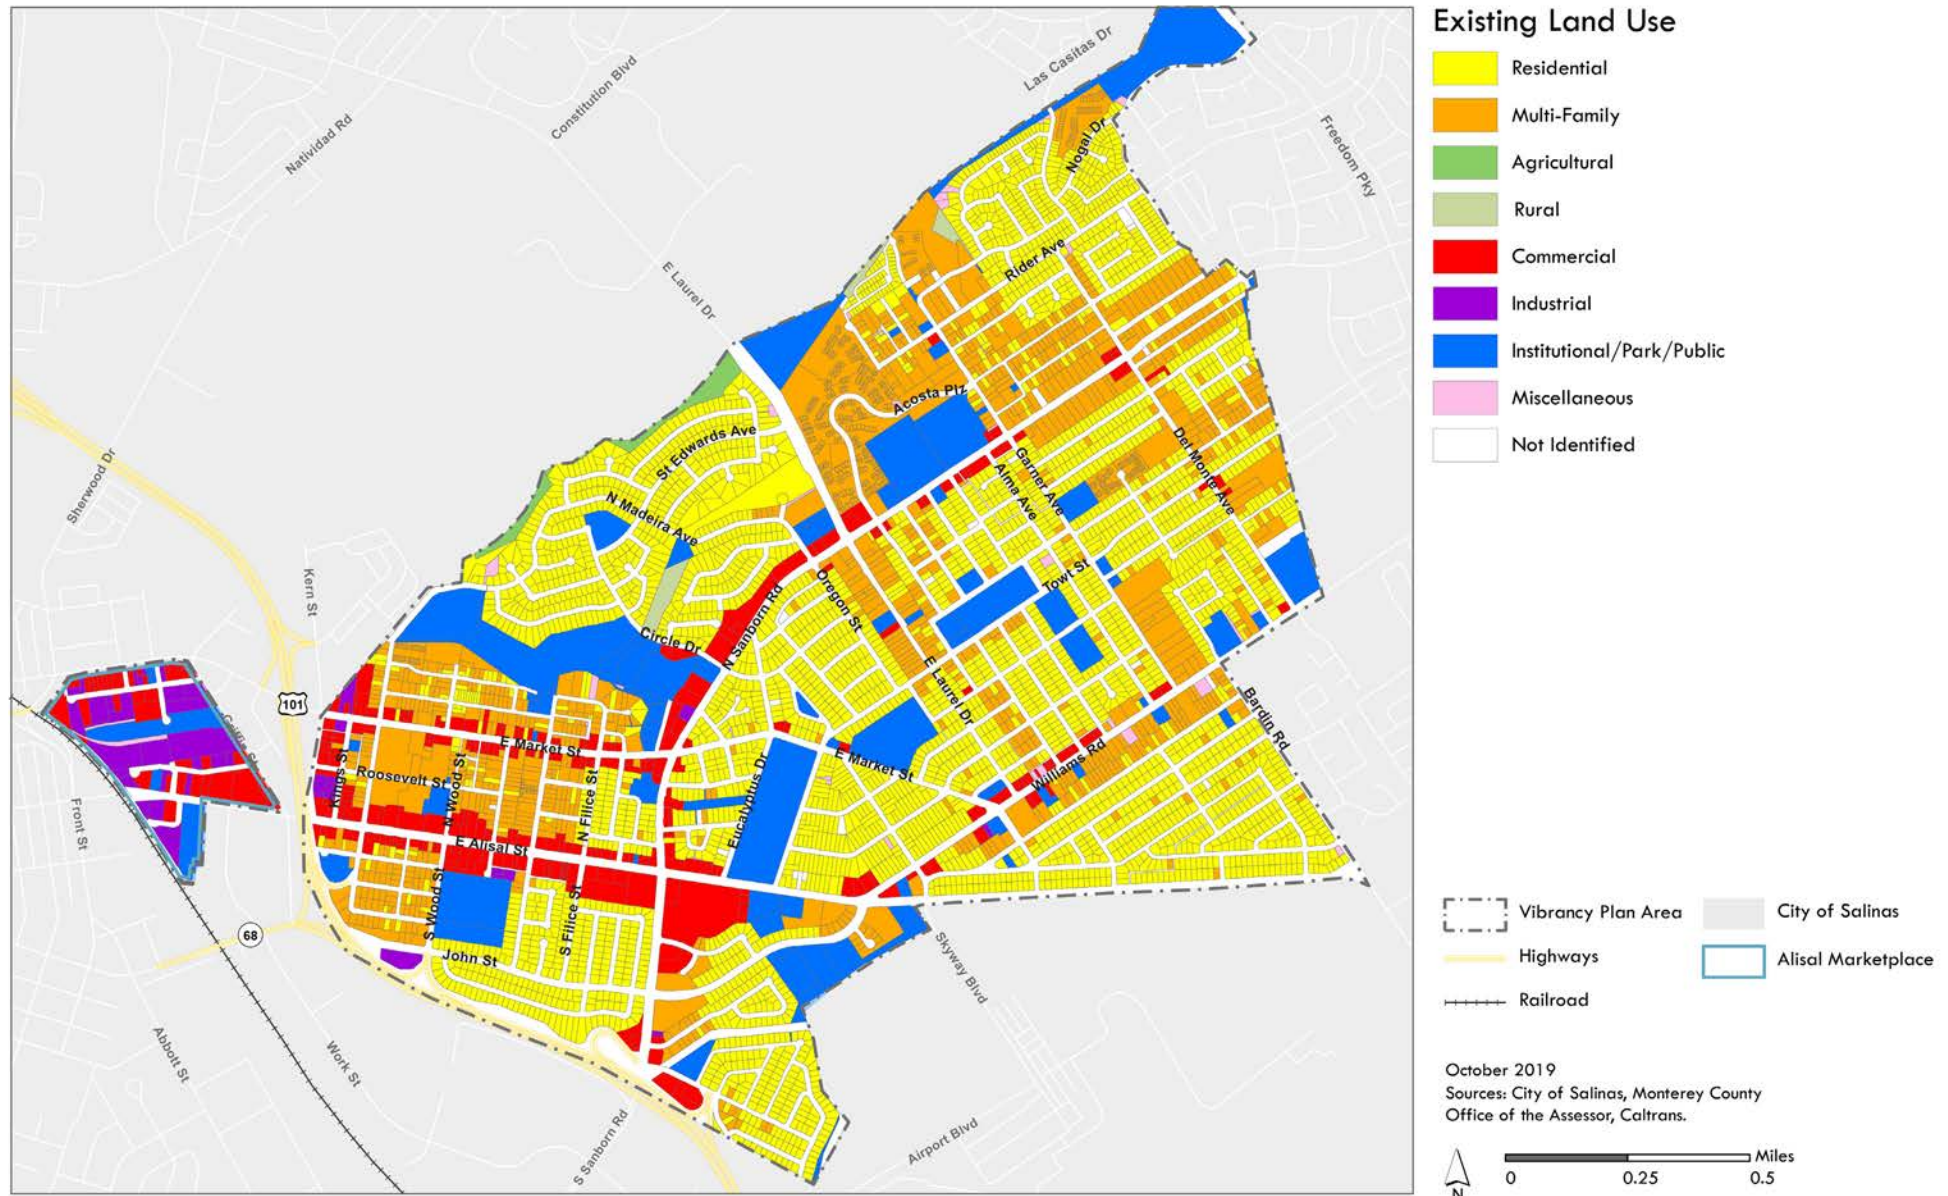 Existing Land Use
Residential
Multi-Family
Agricultural
Rural
Commercial
Industrial
Institutional/Park/Public
Miscellaneous
Not Identified
Las Casitas Dr
Constitution Blvd
Natividad Rd
Freedom Pky
Nogal Dr
Rider Ave
E Laurel Dr
Acosta Plz
St Edwards Ave
N Madeira Ave
Sherwood Dr
Del Monte Ave
Garner Ave
Alma Ave
Towt St
Kern St
Oregon St
N Sanborn Rd
Circle Dr
E Laurel Dr
Bardin Rd
101
E Market St
E Market St
Williams Rd
Roosevelt St
Kings St
N Wood St
N Filice St
Eucalyptus Dr
Front St
E Alisal St
S Wood St
S Filice St
68
John St
Skyway Blvd
Abbott St
Work St
S Sanborn Rd
Airport Blvd
Vibrancy Plan Area
City of Salinas
Highways
Alisal Marketplace
Railroad
October 2019
Sources: City of Salinas, Monterey County
Office of the Assessor, Caltrans.
N
Miles
0 0.25 0.5